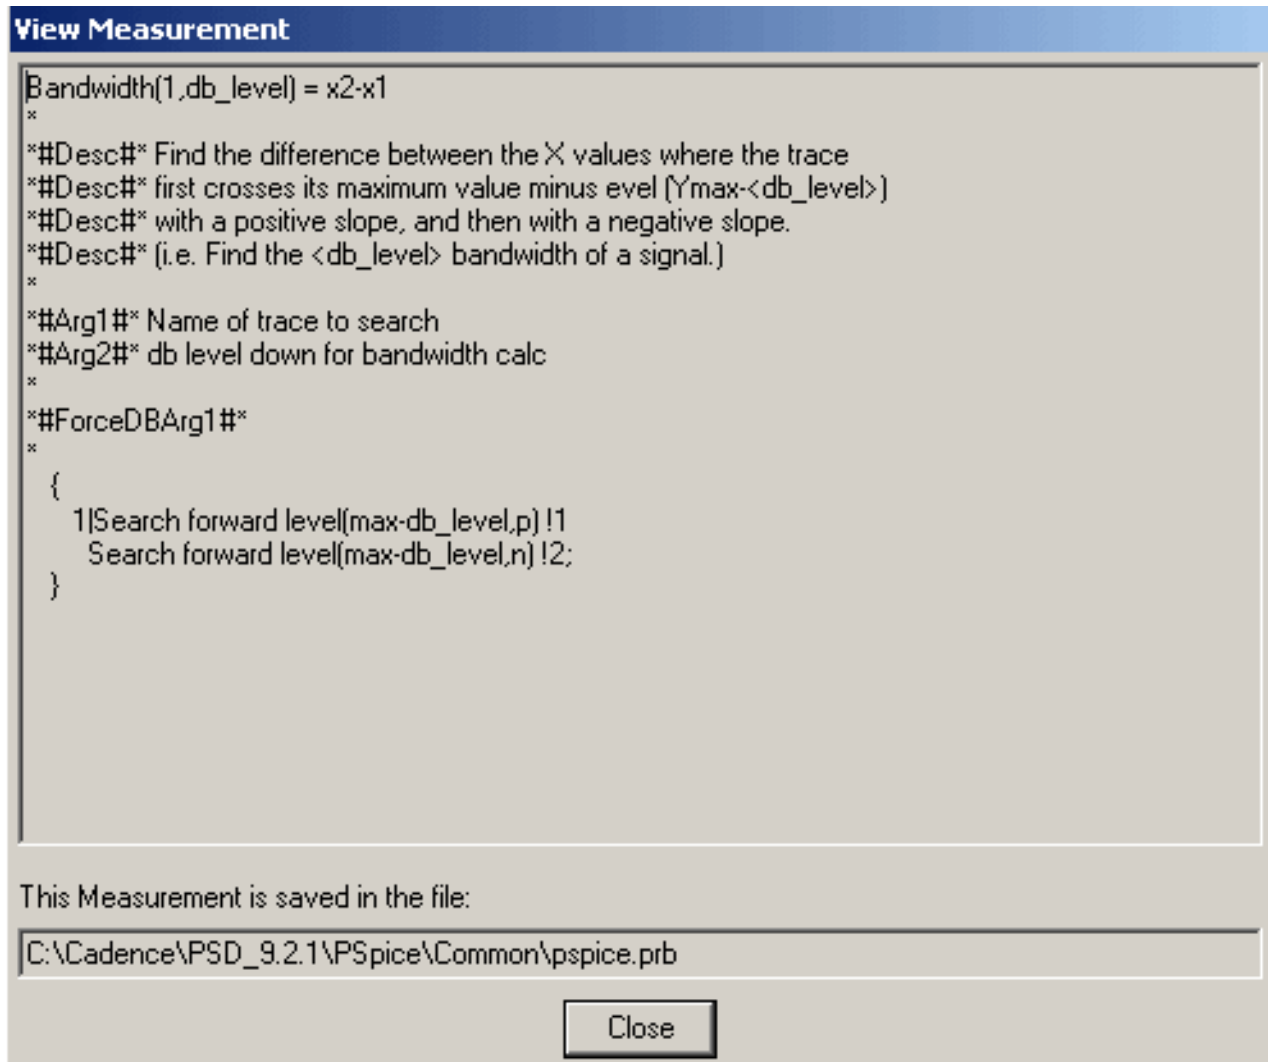 View Measurement
Bandwidth(1,db_level) = x2-x1
*
*#Desc#* Find the difference between the X values where the trace
*#Desc#* first crosses its maximum value minus evel (Ymax-<db_level>)
*#Desc#* with a positive slope, and then with a negative slope.
*#Desc#* (i.e. Find the <db_level> bandwidth of a signal.)
*
*#Arg1#* Name of trace to search
*#Arg2#* db level down for bandwidth calc
*
*#ForceDBArg1#*
*
{
1|Search forward level(max-db_level,p) !1
Search forward level(max-db_level,n) !2;
}
This Measurement is saved in the file:
C:\Cadence\PSD_9.2.1\PSpice\Common\pspice.prb
Close